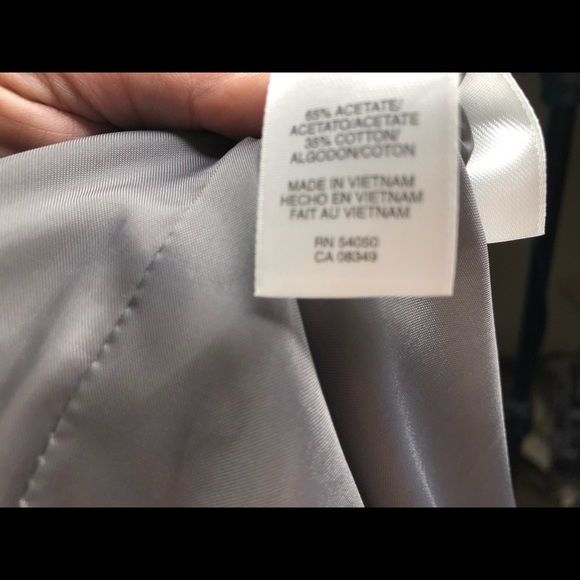 65% ACETATE/
ACETATO/ACETATE
35% COTTON/
ALGODON/COTON
MADE IN VIETNAM
HECHO EN VIETNAM
FAIT AU VIETNAM
RN 54050
CA 08349